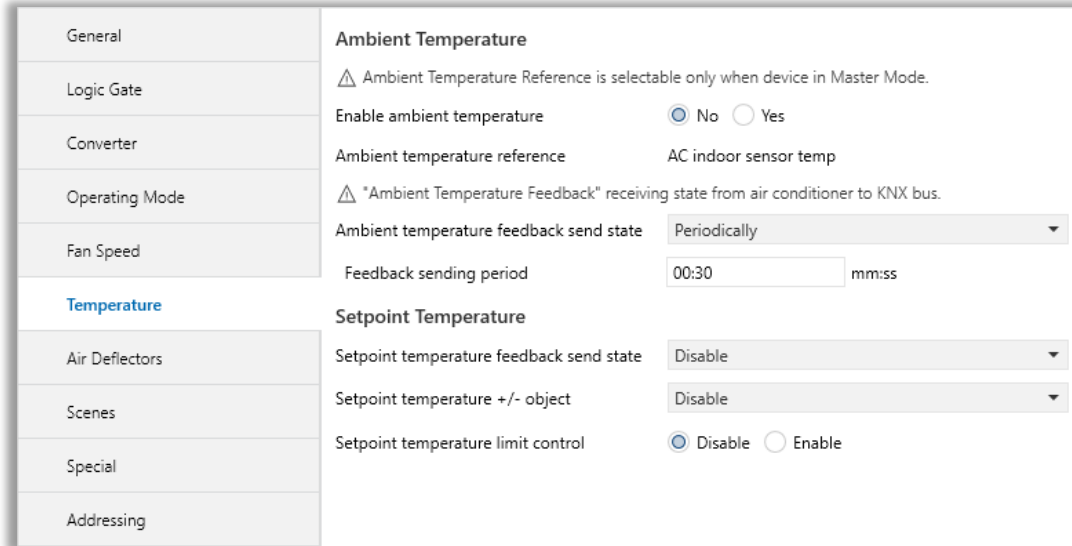 General
Logic Gate
Converter
Operating Mode
Fan Speed
Temperature
Air Deflectors
Scenes
Special
Addressing
Ambient Temperature
⚠ Ambient Temperature Reference is selectable only when device in Master Mode.
Enable ambient temperature No Yes
Ambient temperature reference AC indoor sensor temp
⚠ "Ambient Temperature Feedback" receiving state from air conditioner to KNX bus.
Ambient temperature feedback send state Periodically
Feedback sending period 00:30 mm:ss
Setpoint Temperature
Setpoint temperature feedback send state Disable
Setpoint temperature +/- object Disable
Setpoint temperature limit control Disable Enable